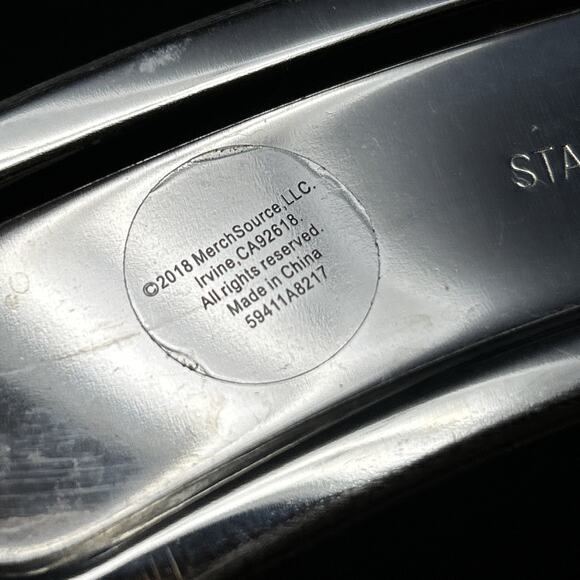 ©2018 MerchSource,LLC.
Irvine,CA92618.
All rights reserved.
Made in China
59411A8217
STA